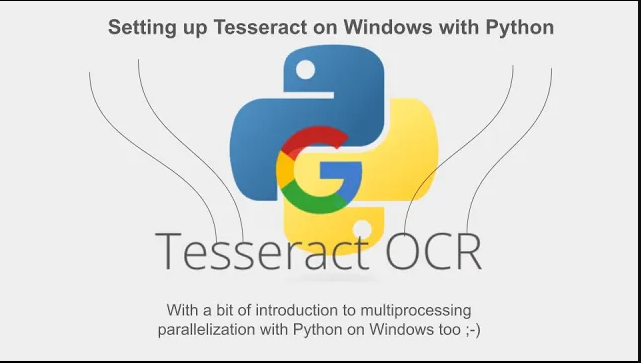 Setting up Tesseract on Windows with Python
Tesseract OCR
With a bit of introduction to multiprocessing
parallelization with Python on Windows too ;-)